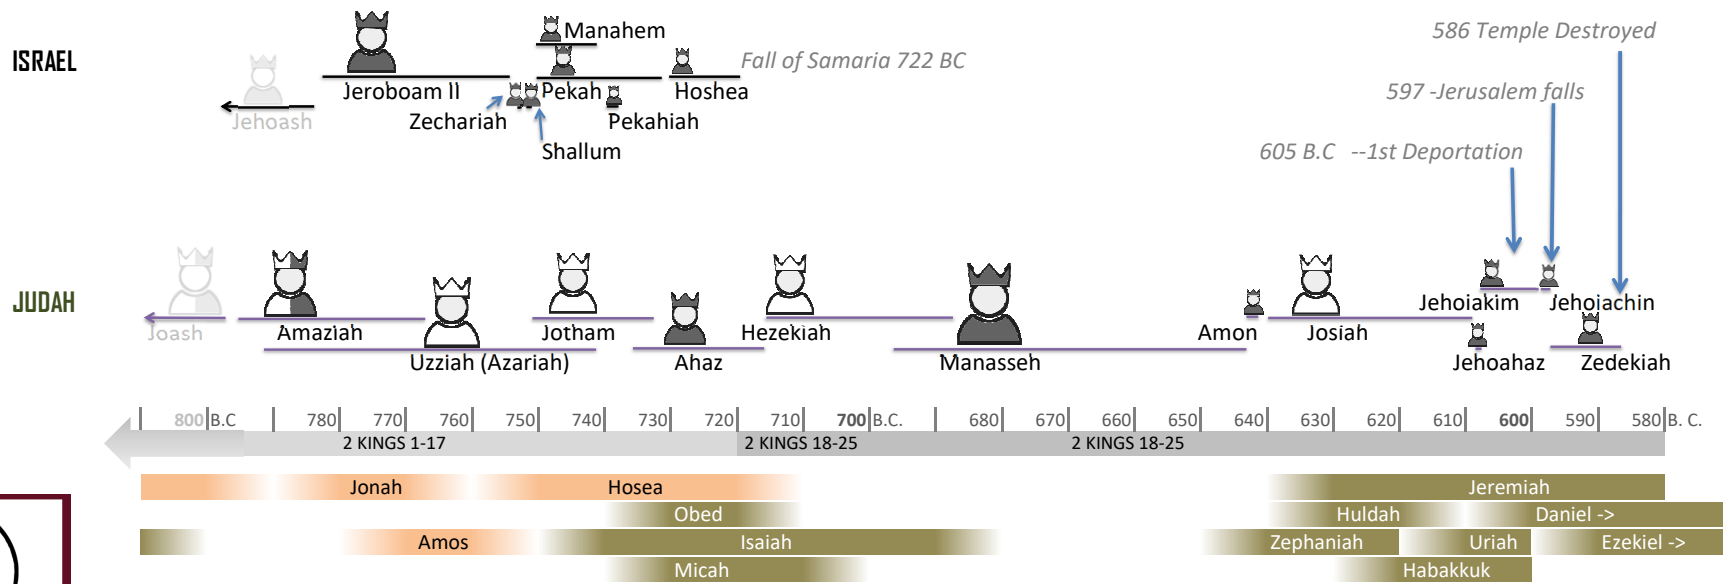 586 Temple Destroyed
ISRAEL
Manahem
Fall of Samaria 722 BC
597 -Jerusalem falls
Jeroboam II
Pekah
Hoshea
Jehoash
Zechariah
Pekahiah
Shallum
605 B.C --1st Deportation
JUDAH
Joash
Amaziah
Jotham
Hezekiah
Amon
Josiah
Jehoiakim
Jehoiachin
Uzziah (Azariah)
Ahaz
Manasseh
Jehoahaz
Zedekiah
800 B.C 780 770 760 750 740 730 720 710 700 B.C. 680 670 660 650 640 630 620 610 600 590 580 B. C.
2 KINGS 1-17 2 KINGS 18-25 2 KINGS 18-25
Jonah Hosea Jeremiah
Obed Huldah Daniel ->
Amos Isaiah Zephaniah Uriah Ezekiel ->
Micah Habakkuk